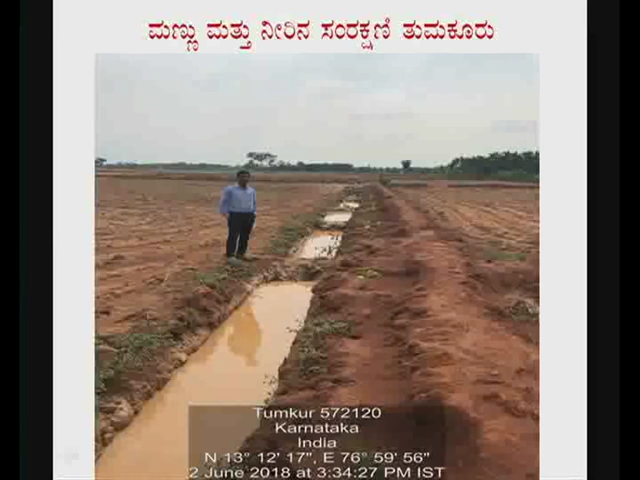 ಮಣ್ಣು ಮತ್ತು ನೀರಿನ ಸಂರಕ್ಷಣೆ ತುಮಕೂರು
Tumkur 572120
Karnataka
India
N 13° 12' 17", E 76° 59' 56"
2 June 2018 at 3:34:27 PM IST